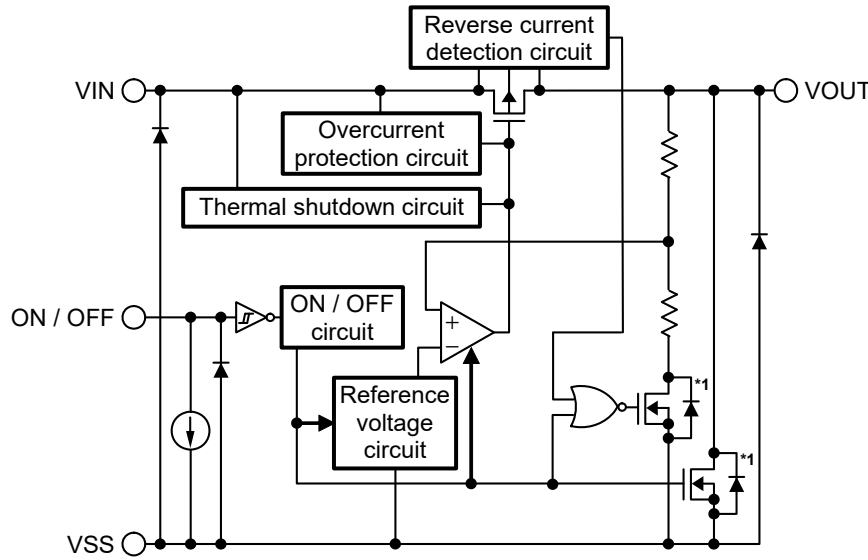 Reverse current
detection circuit
VIN
VOUT
Overcurrent
protection circuit
Thermal shutdown circuit
ON / OFF
ON / OFF
circuit
+
−
Reference
voltage
circuit
*1
*1
VSS